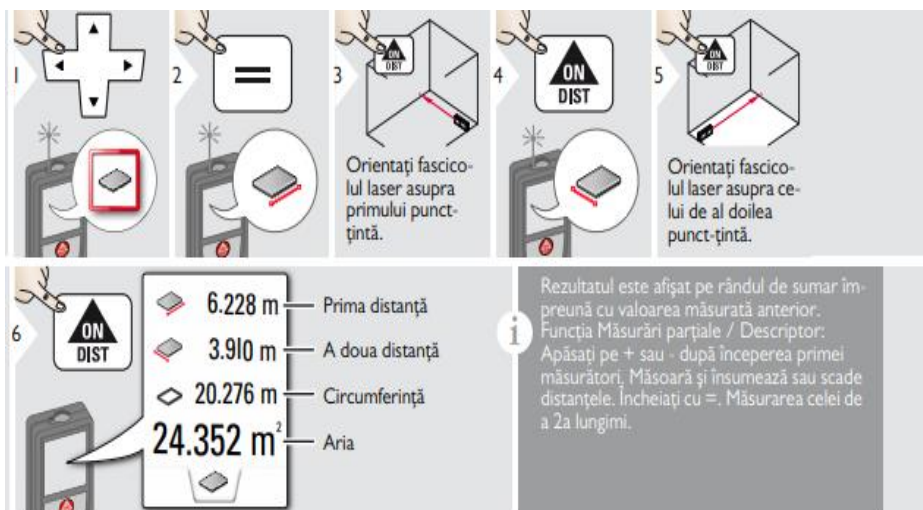 1
2
=
3
ON
DIST
Orientați fascico-
lul laser asupra
primului punct-
țintă.
4
ON
DIST
5
ON
DIST
Orientați fascico-
lul laser asupra ce-
lui de al doilea
punct-țintă.
6
ON
DIST
6.228 m
Prima distanță
3.910 m
A doua distanță
20.276 m
Circumferință
24.352 m²
Aria
i
Rezultatul este afișat pe rândul de sumar îm-
preună cu valoarea măsurată anterior.
Funcția Măsurări parțiale / Descriptor:
Apăsați pe + sau - după începerea primei
măsurători. Măsoară și însumează sau scade
distanțele. Încheiați cu =. Măsurarea celei de
a 2a lungimi.